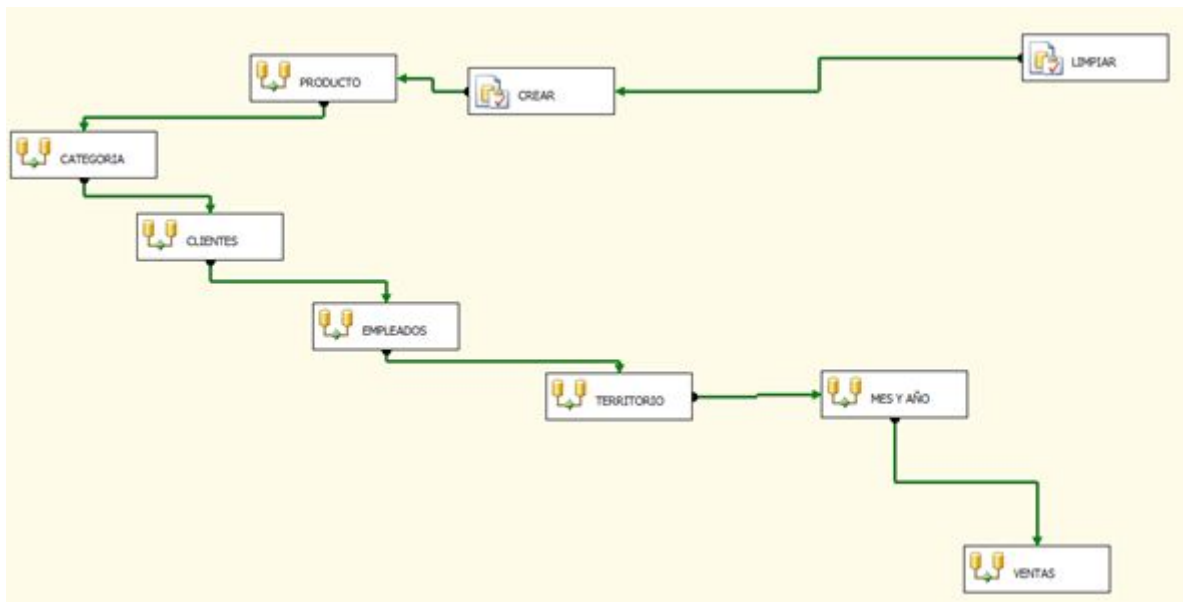 LIMPIAR
PRODUCTO
CREAR
CATEGORIA
CLIENTES
EMPLEADOS
TERRITORIO
MES Y AÑO
VENTAS